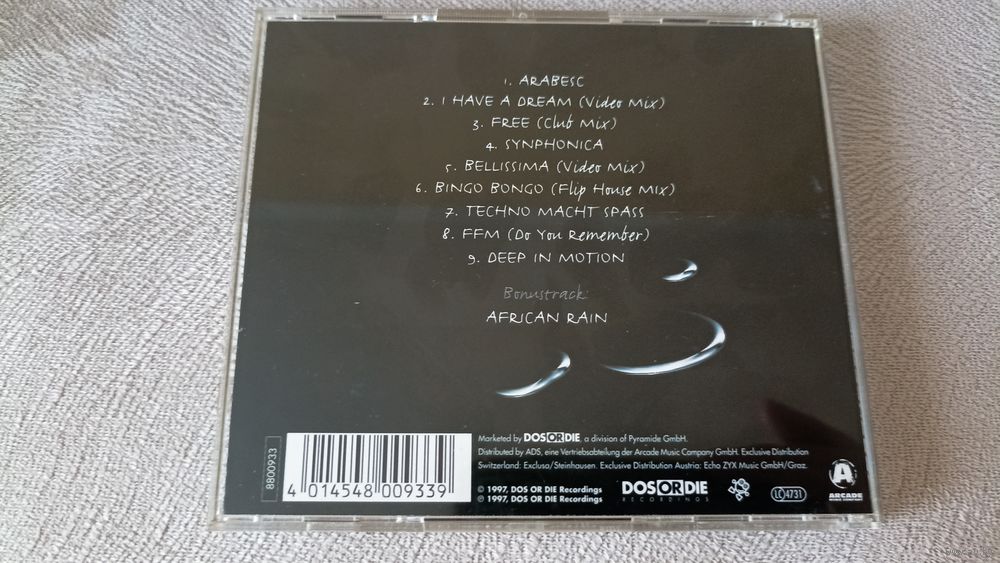 1. ARABESC
2. I HAVE A DREAM (Video Mix)
3. FREE (Club Mix)
4. SYNPHONICA
5. BELLISSIMA (Video Mix)
6. BINGO BONGO (Flip House Mix)
7. TECHNO MACHT SPASS
8. FFM (Do You Remember)
9. DEEP IN MOTION
Bonustrack:
AFRICAN RAIN
8800933
4 014548 009339
Marketed by DOS OR DIE, a division of Pyramide GmbH.
Distributed by ADS, eine Vertriebsabteilung der Arcade Music Company GmbH. Exclusive Distribution
Switzerland: Excluso/Steinhausen. Exclusive Distribution Austria: Echo ZYX Music GmbH/Graz.
© 1997, DOS OR DIE Recordings
℗ 1997, DOS OR DIE Recordings
DOS OR DIE
RECORDINGS
LC 4731
A
ARCADE
MUSIC COMPANY